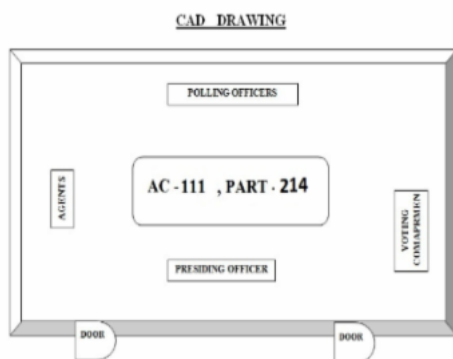 CAD DRAWING
POLLING OFFICERS
AGENTS
AC -111 , PART - 214
VOTING
COMAPRMEN
PRESIDING OFFICER
DOOR
DOOR